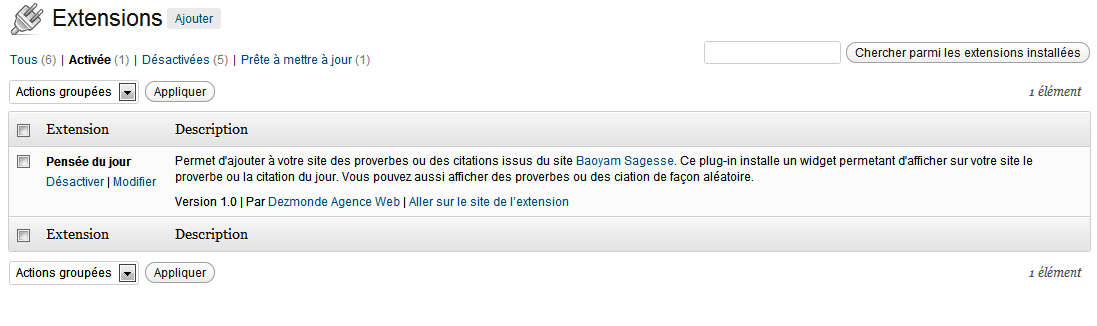 Extensions Ajouter
Tous (6) | Activée (1) | Désactivées (5) | Prête à mettre à jour (1)
Chercher parmi les extensions installées
Actions groupées Appliquer 1 élément
Extension Description
Pensée du jour Permet d'ajouter à votre site des proverbes ou des citations issus du site Baoyam Sagesse. Ce plug-in installe un widget permetant d'afficher sur votre site le
Désactiver | Modifier proverbe ou la citation du jour. Vous pouvez aussi afficher des proverbes ou des ciation de façon aléatoire.
Version 1.0 | Par Dezmonde Agence Web | Aller sur le site de l’extension
Extension Description
Actions groupées Appliquer 1 élément